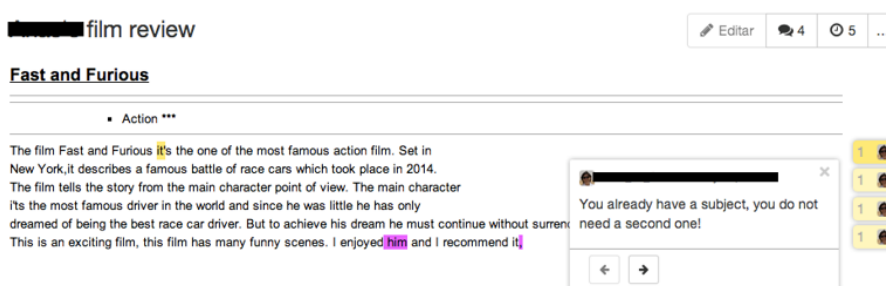 film review
Editar 4 5 ...
Fast and Furious
Action ***
The film Fast and Furious it's the one of the most famous action film. Set in
New York,it describes a famous battle of race cars which took place in 2014.
The film tells the story from the main character point of view. The main character
i'ts the most famous driver in the world and since he was little he has only
dreamed of being the best race car driver. But to achieve his dream he must continue without
This is an exciting film, this film has many funny scenes. I enjoyed him and I recommend it,
×
You already have a subject, you do not
need a second one!
1
1
1
1